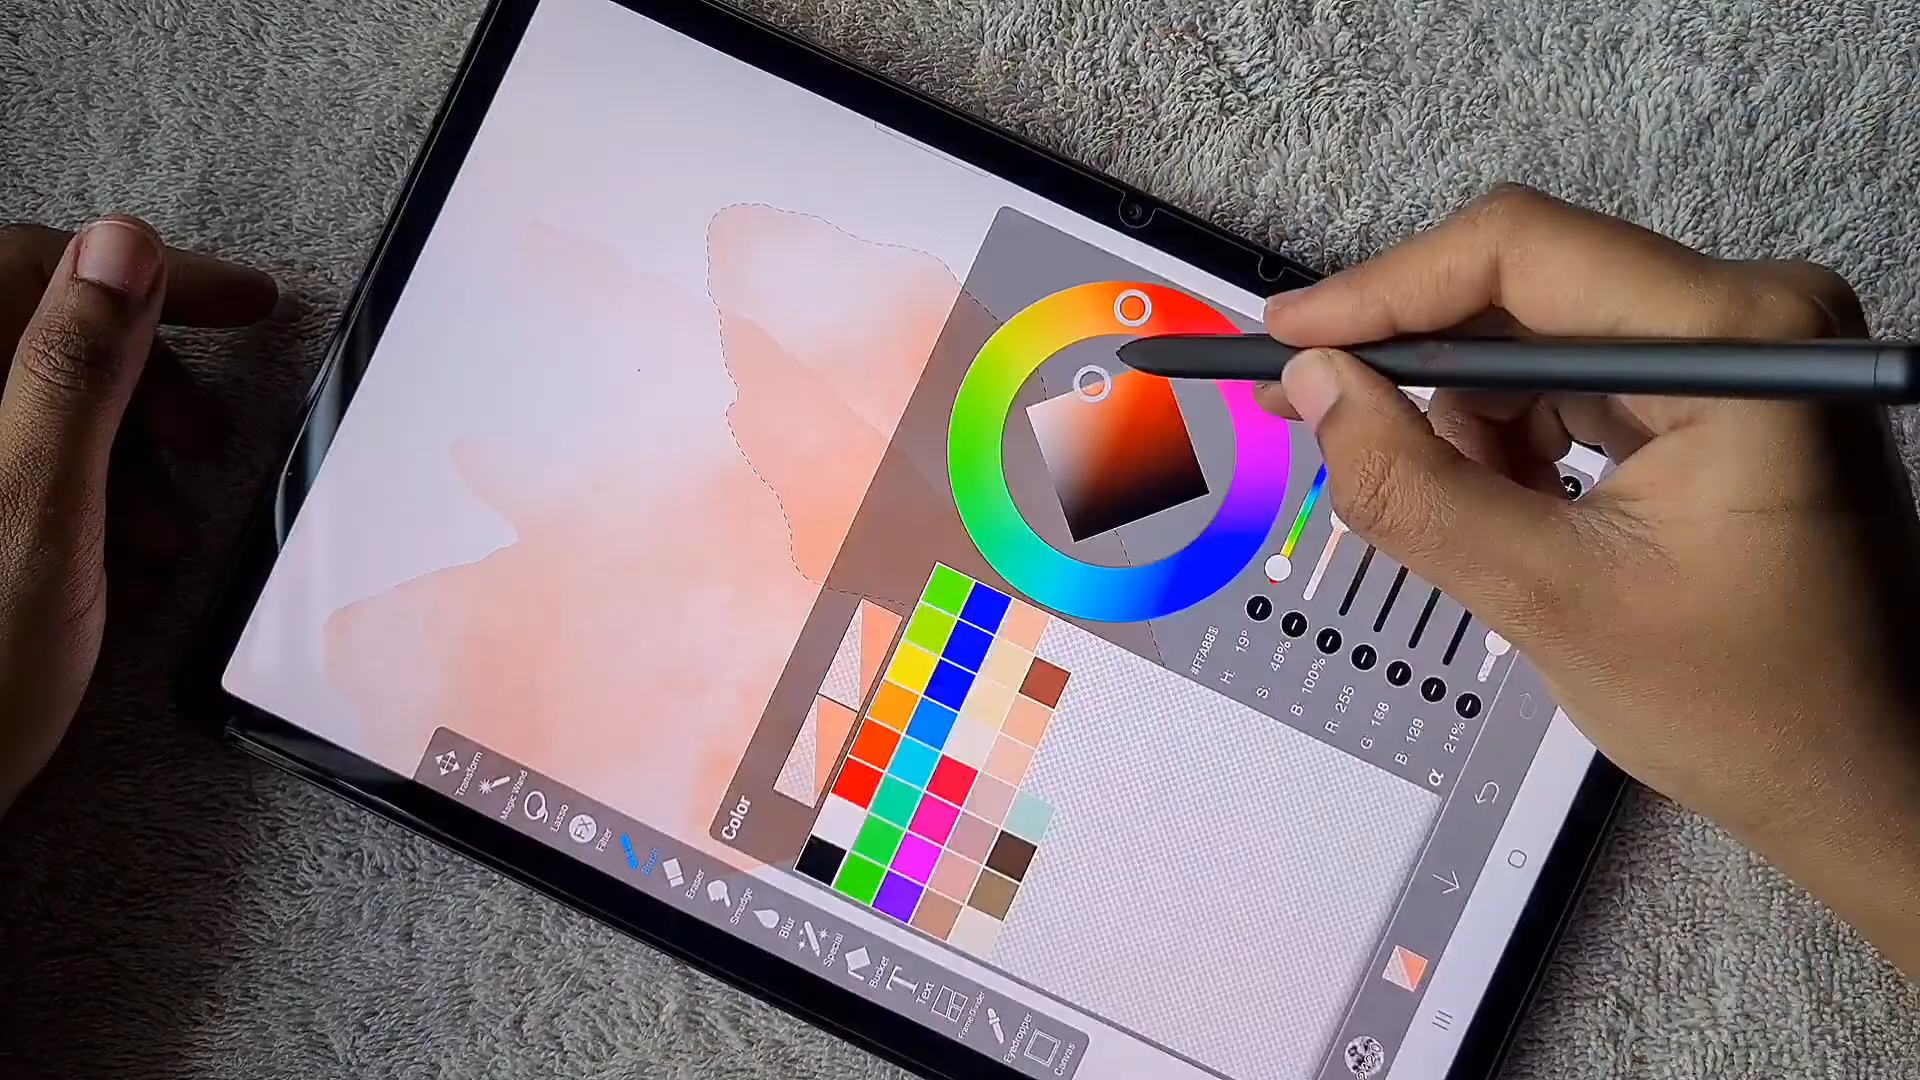 Transform
Magic Wand
Lasso
FX
Filter
Brush
Eraser
Smudge
Blur
Special
Bucket
T
Text
Frame Divider
Eyedropper
Canvas
Color
H: 19°
S: 49%
B: 100%
R: 255
G: 168
B: 129
α 21%